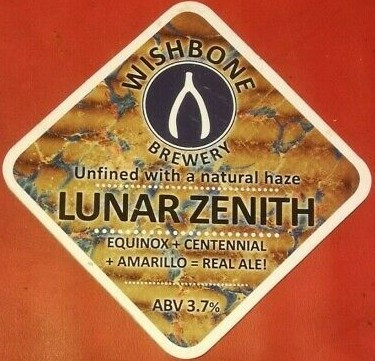 WISHBONE
BREWERY
Unfined with a natural haze
LUNAR ZENITH
EQUINOX + CENTENNIAL
+ AMARILLO = REAL ALE!
ABV 3.7%